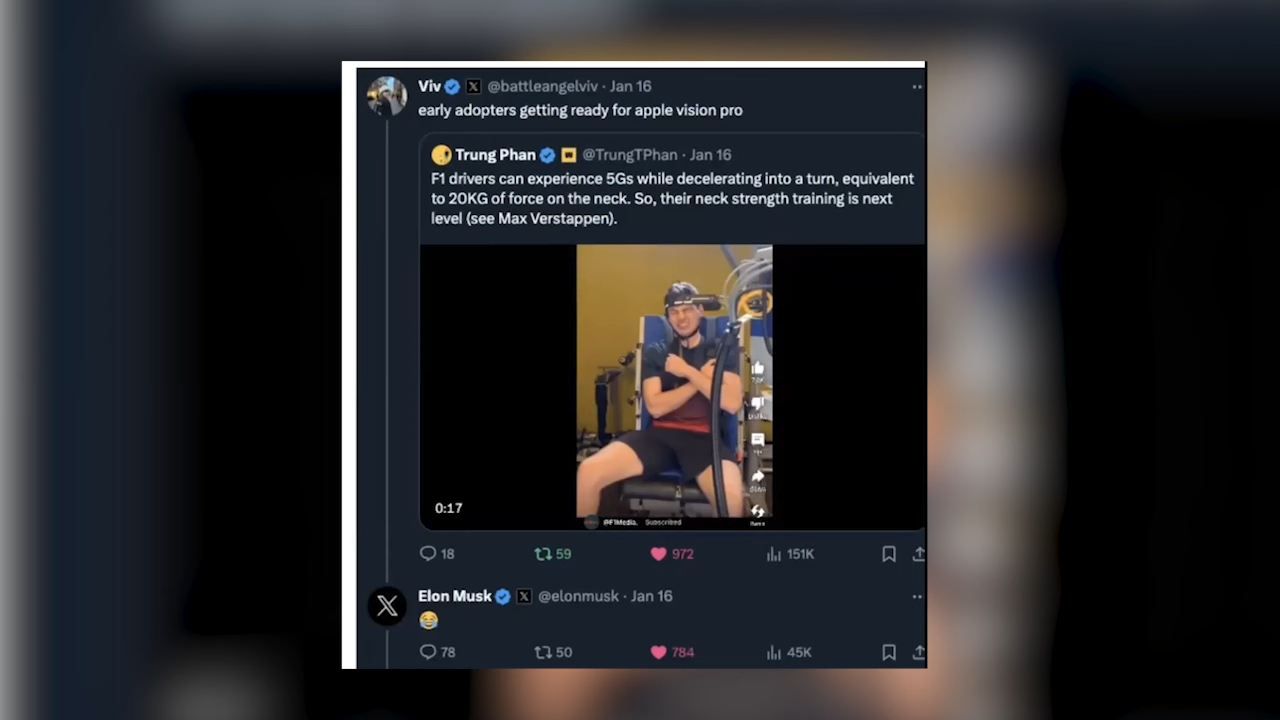 Viv @battleangelviv · Jan 16
early adopters getting ready for apple vision pro
Trung Phan @TrungTPhan · Jan 16
F1 drivers can experience 5Gs while decelerating into a turn, equivalent
to 20KG of force on the neck. So, their neck strength training is next
level (see Max Verstappen).
0:17
@F1Media. Subscribed
18 59 972 151K
Elon Musk @elonmusk · Jan 16
😂
78 50 784 45K